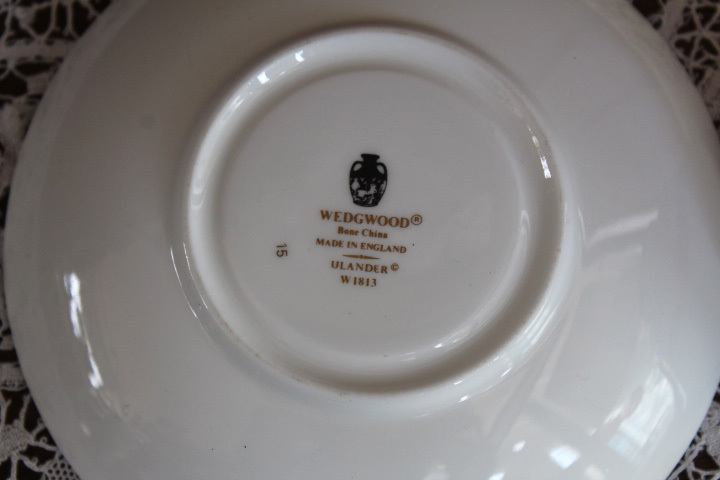 WEDGWOOD®
Bone China
MADE IN ENGLAND
ULANDER©
W1813
15